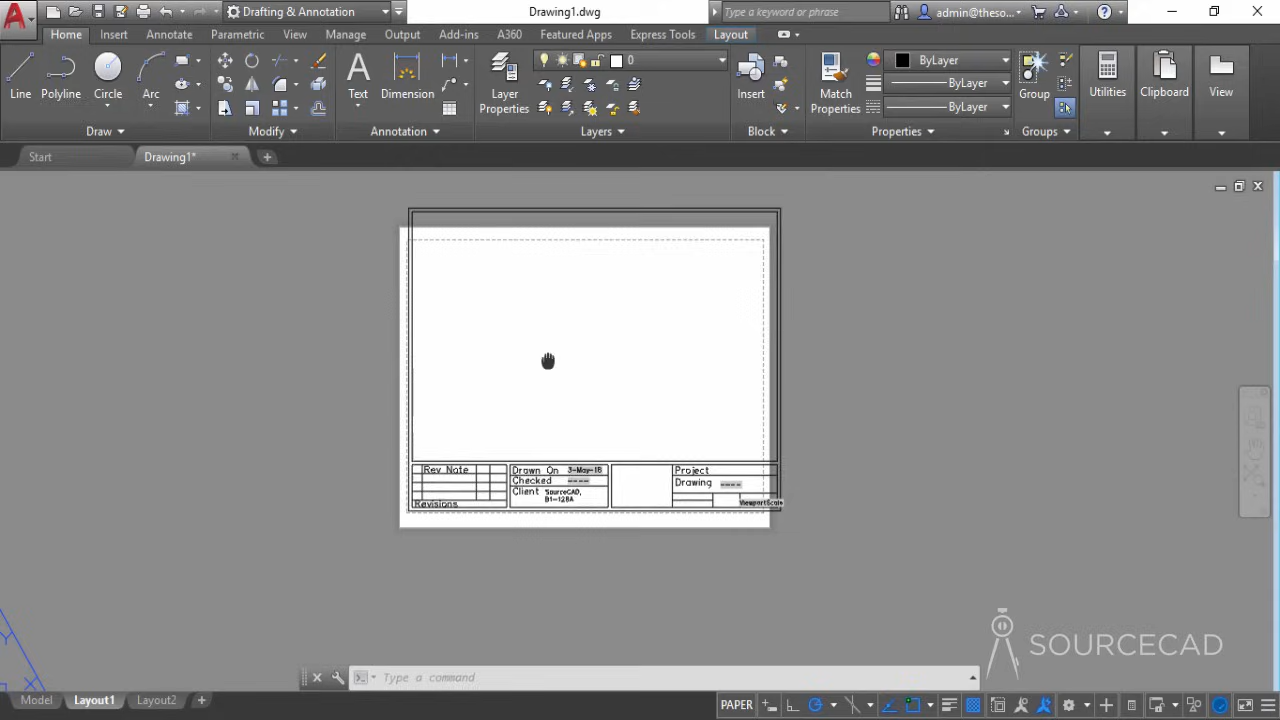 Drafting & Annotation
Drawing1.dwg
Type a keyword or phrase
admin@theso...
Home Insert Annotate Parametric View Manage Output Add-ins A360 Featured Apps Express Tools Layout
Line Polyline Circle Arc
Text Dimension
Layer Properties
0
Insert
Match Properties
ByLayer
ByLayer
ByLayer
Group
Utilities Clipboard View
Draw Modify Annotation Layers Block Properties Groups
Start Drawing1*
Rev Note
Revisions
Drawn On 3-May-18
Checked ----
Client SourceCAD,
B1-128A
Project
Drawing ----
ViewportScale
Y
X
SOURCECAD
Type a command
Model Layout1 Layout2
PAPER